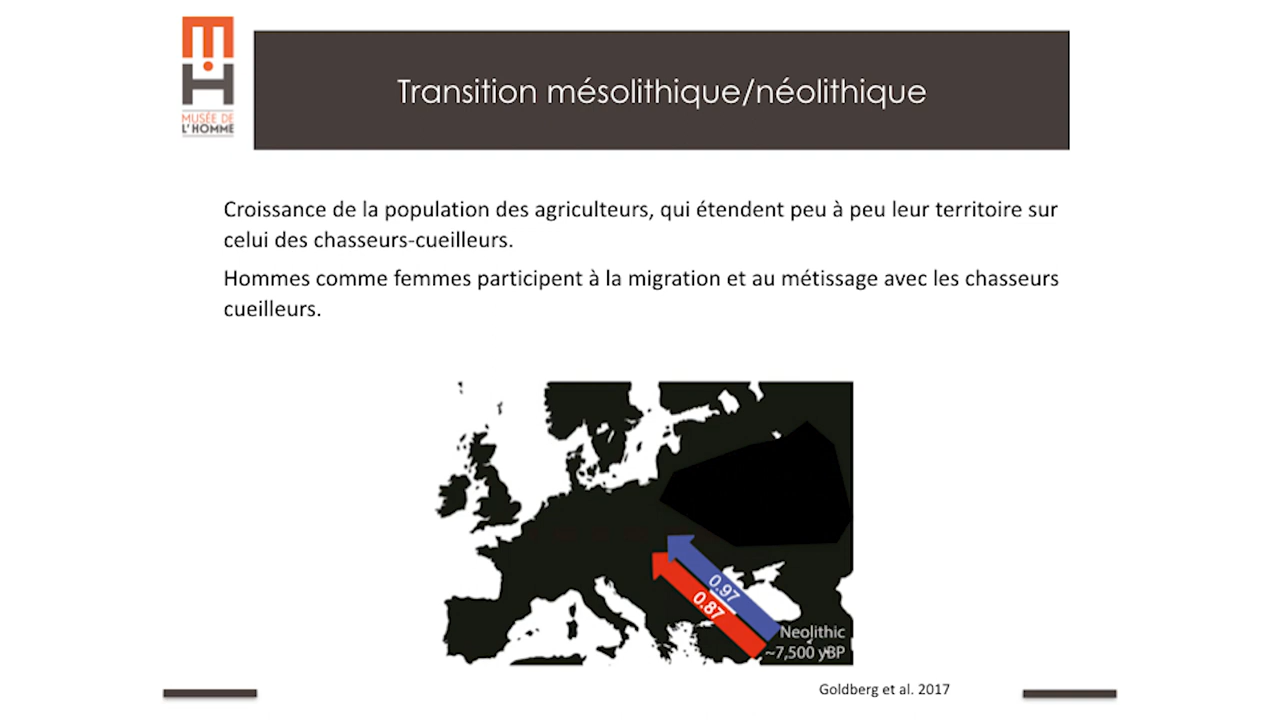 MUSÉE DE
L'HOMME
Transition mésolithique/néolithique
Croissance de la population des agriculteurs, qui étendent peu à peu leur territoire sur
celui des chasseurs-cueilleurs.
Hommes comme femmes participent à la migration et au métissage avec les chasseurs
cueilleurs.
0.97
0.87
Neolithic
~7,500 yBP
Goldberg et al. 2017